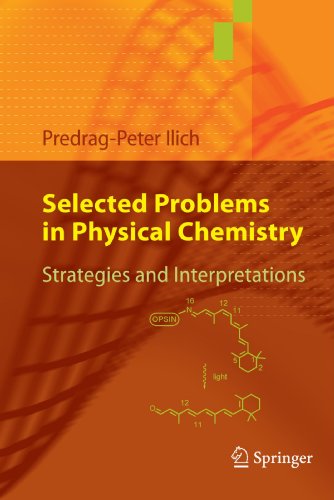 Predrag-Peter Ilich
Selected Problems
in Physical Chemistry
Strategies and Interpretations
16
12
OPSIN
N
11
5
2
light
12
O
11
Springer